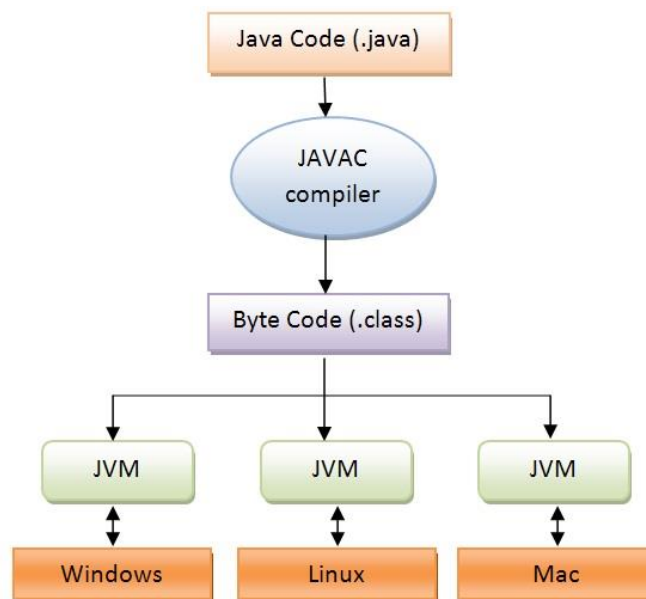 Java Code (.java)
JAVAC
compiler
Byte Code (.class)
JVM
JVM
JVM
Windows
Linux
Mac